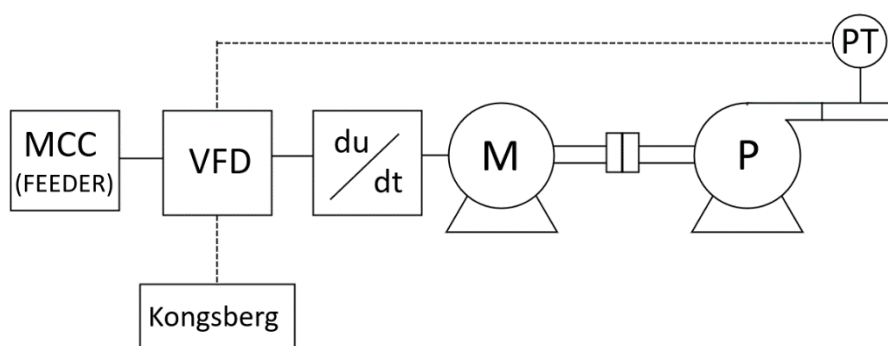 PT
MCC
(FEEDER)
VFD
du
dt
M
P
Kongsberg